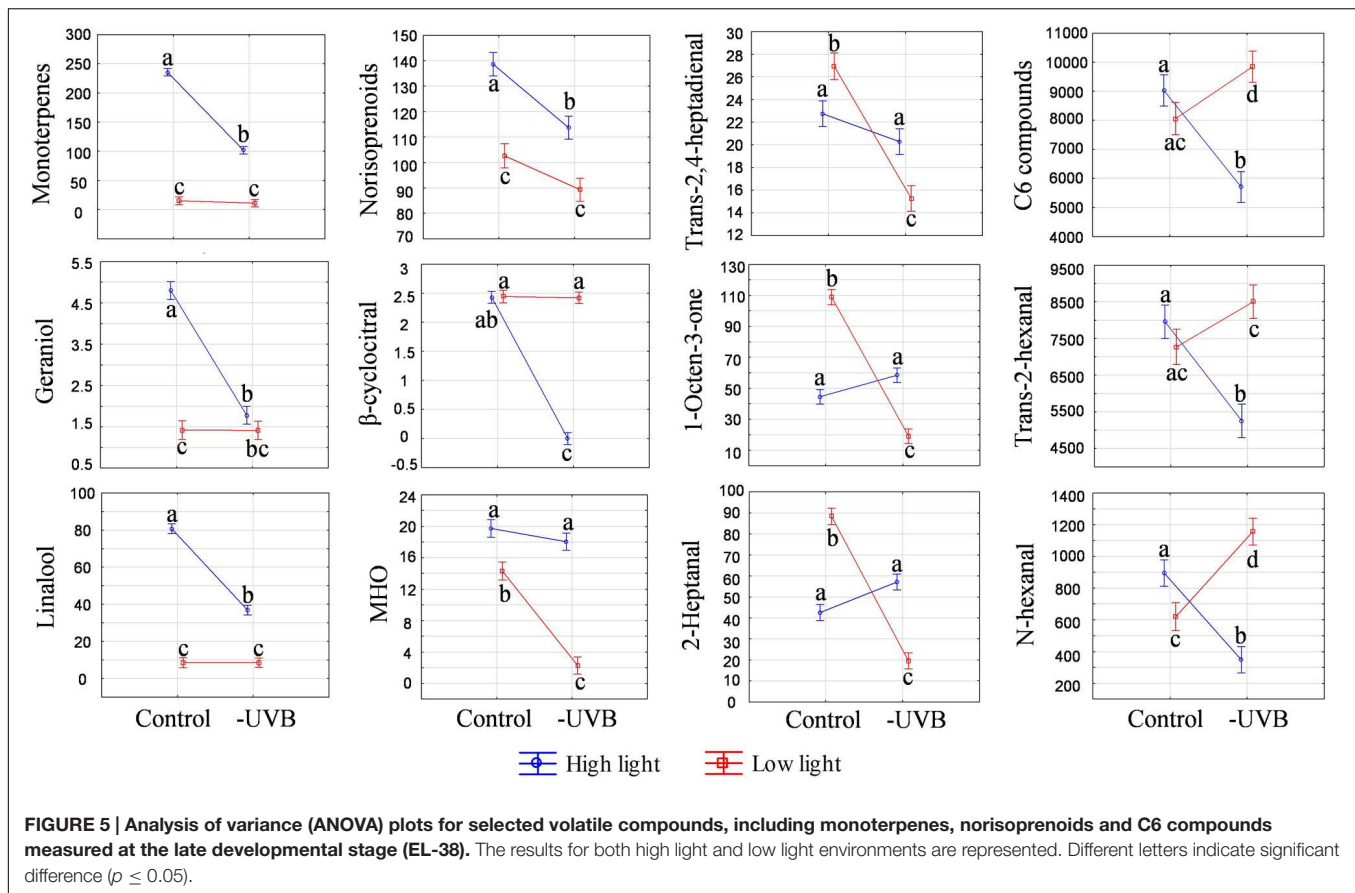 Monoterpenes
300
250
200
150
100
50
0
a
b
c
c
Norisoprenoids
150
140
130
120
110
100
90
80
70
a
b
c
c
Trans-2,4-heptadienal
30
28
26
24
22
20
18
16
14
12
b
a
a
c
C6 compounds
11000
10000
9000
8000
7000
6000
5000
4000
a
ac
d
b
Geraniol
5.5
4.5
3.5
2.5
1.5
0.5
a
b
c
bc
β-cyclocitral
3
2.5
2
1.5
1
0.5
0
-0.5
a
a
ab
c
1-Octen-3-one
130
110
90
70
50
30
10
b
a
a
c
Trans-2-hexanal
9500
8500
7500
6500
5500
4500
a
ac
c
b
Linalool
100
80
60
40
20
0
a
b
c
c
MHO
24
20
16
12
8
4
0
a
a
b
c
2-Heptanal
100
90
80
70
60
50
40
30
20
10
0
b
a
a
c
N-hexanal
1400
1200
1000
800
600
400
200
a
c
d
b
Control -UVB Control -UVB Control -UVB Control -UVB
High light Low light
FIGURE 5 | Analysis of variance (ANOVA) plots for selected volatile compounds, including monoterpenes, norisoprenoids and C6 compounds
measured at the late developmental stage (EL-38). The results for both high light and low light environments are represented. Different letters indicate significant
difference (p ≤ 0.05).